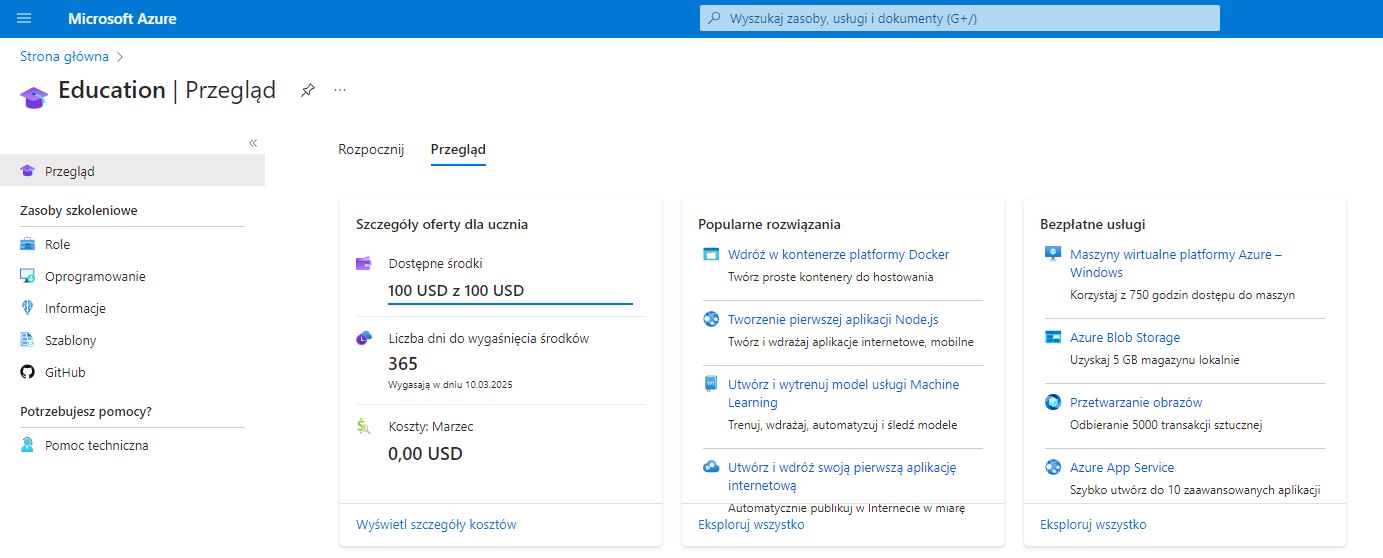 Microsoft Azure
Wyszukaj zasoby, usługi i dokumenty (G+/)
Strona główna
Education | Przegląd
...
«
Przegląd
Zasoby szkoleniowe
Role
Oprogramowanie
Informacje
Szablony
GitHub
Potrzebujesz pomocy?
Pomoc techniczna
Rozpocznij
Przegląd
Szczegóły oferty dla ucznia
Dostępne środki
100 USD z 100 USD
Liczba dni do wygaśnięcia środków
365
Wygasają w dniu 10.03.2025
Koszty: Marzec
0,00 USD
Wyświetl szczegóły kosztów
Popularne rozwiązania
Wdróż w kontenerze platformy Docker
Twórz proste kontenery do hostowania
Tworzenie pierwszej aplikacji Node.js
Twórz i wdrażaj aplikacje internetowe, mobilne
Utwórz i wytrenuj model usługi Machine
Learning
Trenuj, wdrażaj, automatyzuj i śledź modele
Utwórz i wdróż swoją pierwszą aplikację
internetową
Automatycznie publikuj w Internecie w miarę
Eksploruj wszystko
Bezpłatne usługi
Maszyny wirtualne platformy Azure –
Windows
Korzystaj z 750 godzin dostępu do maszyn
Azure Blob Storage
Uzyskaj 5 GB magazynu lokalnie
Przetwarzanie obrazów
Odbieranie 5000 transakcji sztucznej
Azure App Service
Szybko utwórz do 10 zaawansowanych aplikacji
Eksploruj wszystko